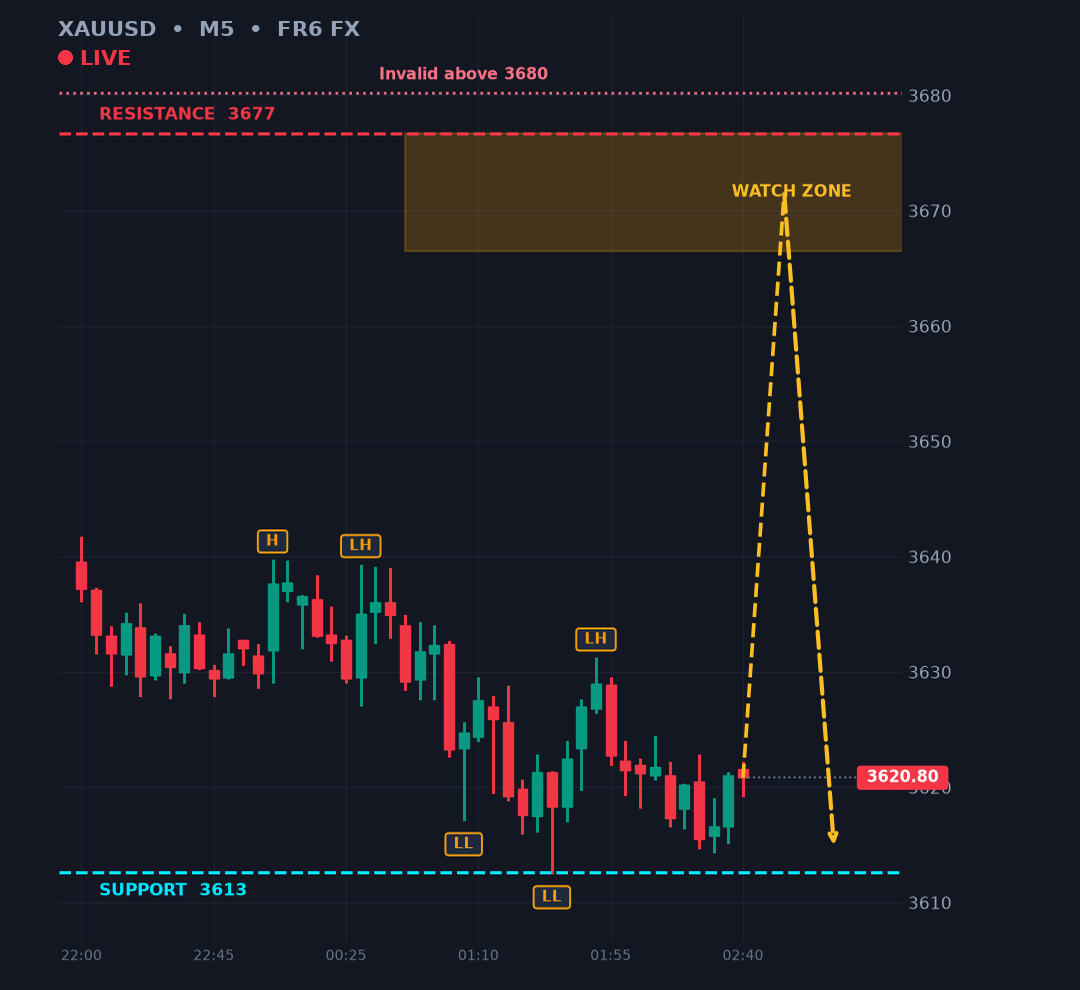 XAUUSD • M5 • FR6 FX
● LIVE
Invalid above 3680
3680
RESISTANCE 3677
WATCH ZONE
3670
3660
3650
H
LH
3640
LH
3630
3620.80
3620
LL
SUPPORT 3613
LL
3610
22:00 22:45 00:25 01:10 01:55 02:40